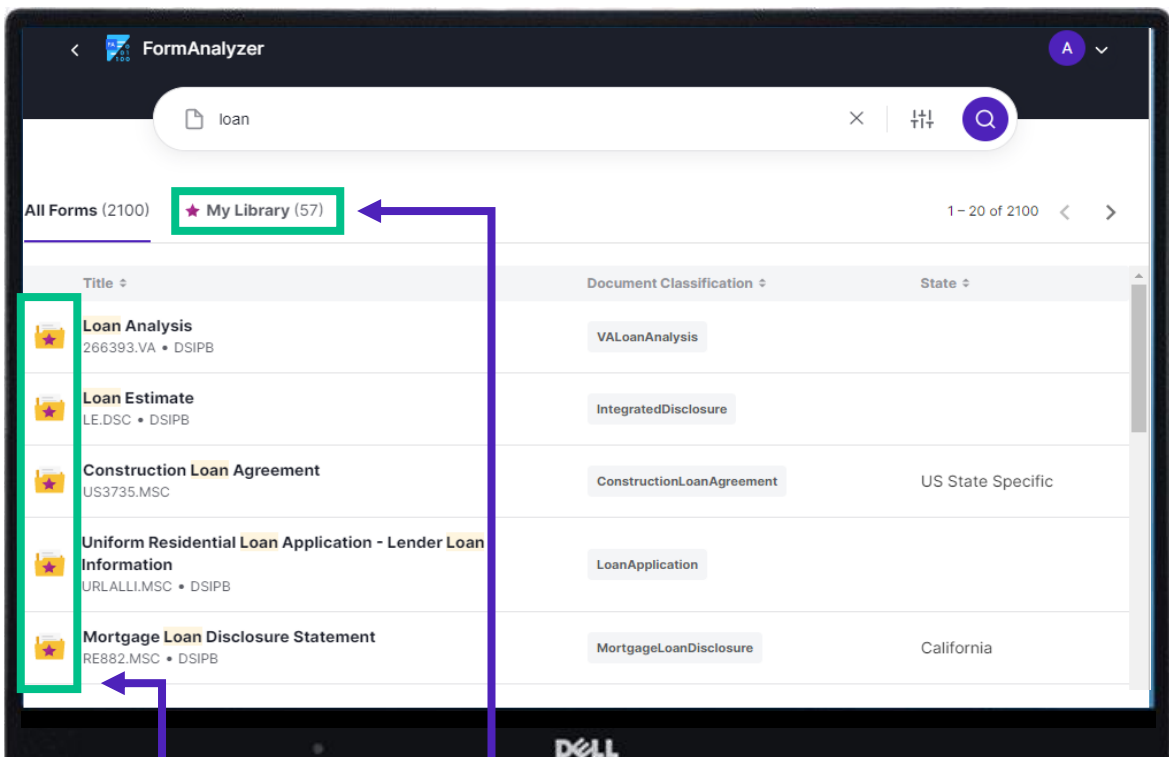 FormAnalyzer
A
loan
All Forms (2100)
★ My Library (57)
1 – 20 of 2100
Title
Document Classification
State
Loan Analysis
266393.VA • DSIPB
VALoanAnalysis
Loan Estimate
LE.DSC • DSIPB
IntegratedDisclosure
Construction Loan Agreement
US3735.MSC
ConstructionLoanAgreement
US State Specific
Uniform Residential Loan Application - Lender Loan
Information
URLALLI.MSC • DSIPB
LoanApplication
Mortgage Loan Disclosure Statement
RE882.MSC • DSIPB
MortgageLoanDisclosure
California
DELL